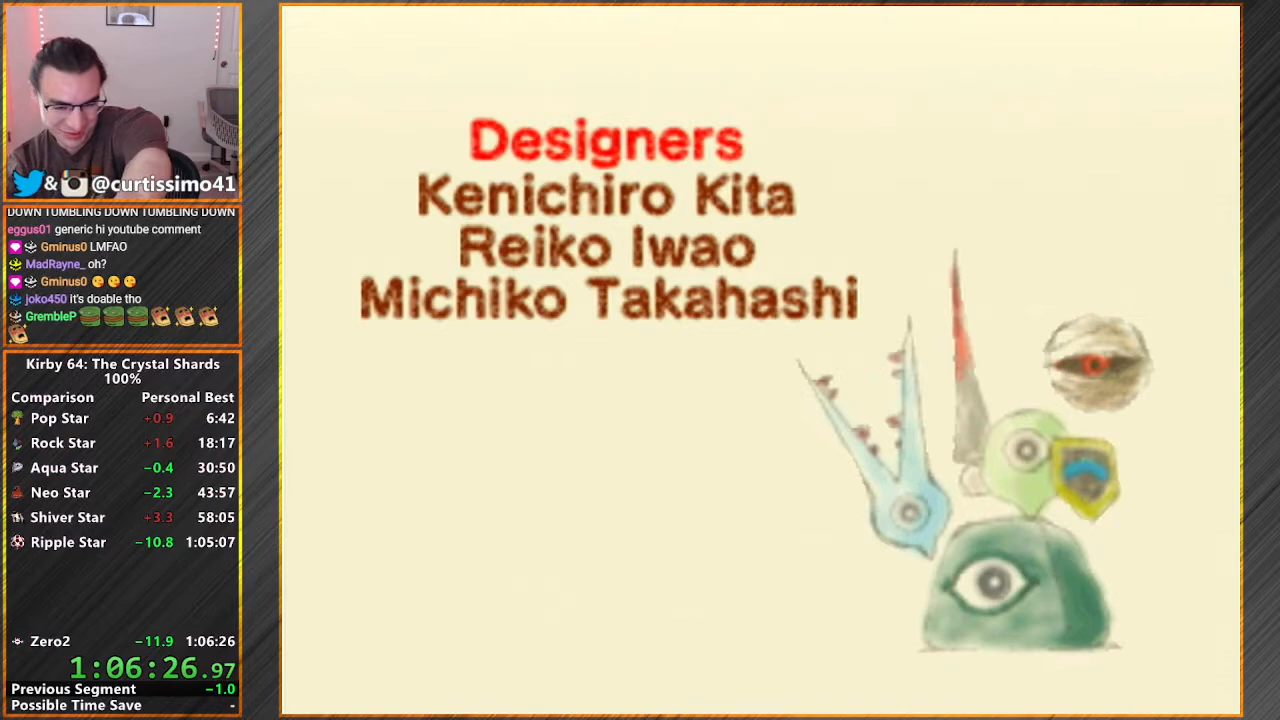 &@curtissimo41
DOWN TUMBLING DOWN TUMBLING DOWN
eggus01 generic hi youtube comment
Gminus0 LMFAO
MadRayne_ oh?
Gminus0
joko450 it's doable tho
GrembleP
Kirby 64: The Crystal Shards
100%
Comparison Personal Best
Pop Star +0.9 6:42
Rock Star +1.6 18:17
Aqua Star −0.4 30:50
Neo Star −2.3 43:57
Shiver Star +3.3 58:05
Ripple Star −10.8 1:05:07
Zero2 −11.9 1:06:26
1:06:26.97
Previous Segment −1.0
Possible Time Save -
Designers
Kenichiro Kita
Reiko Iwao
Michiko Takahashi